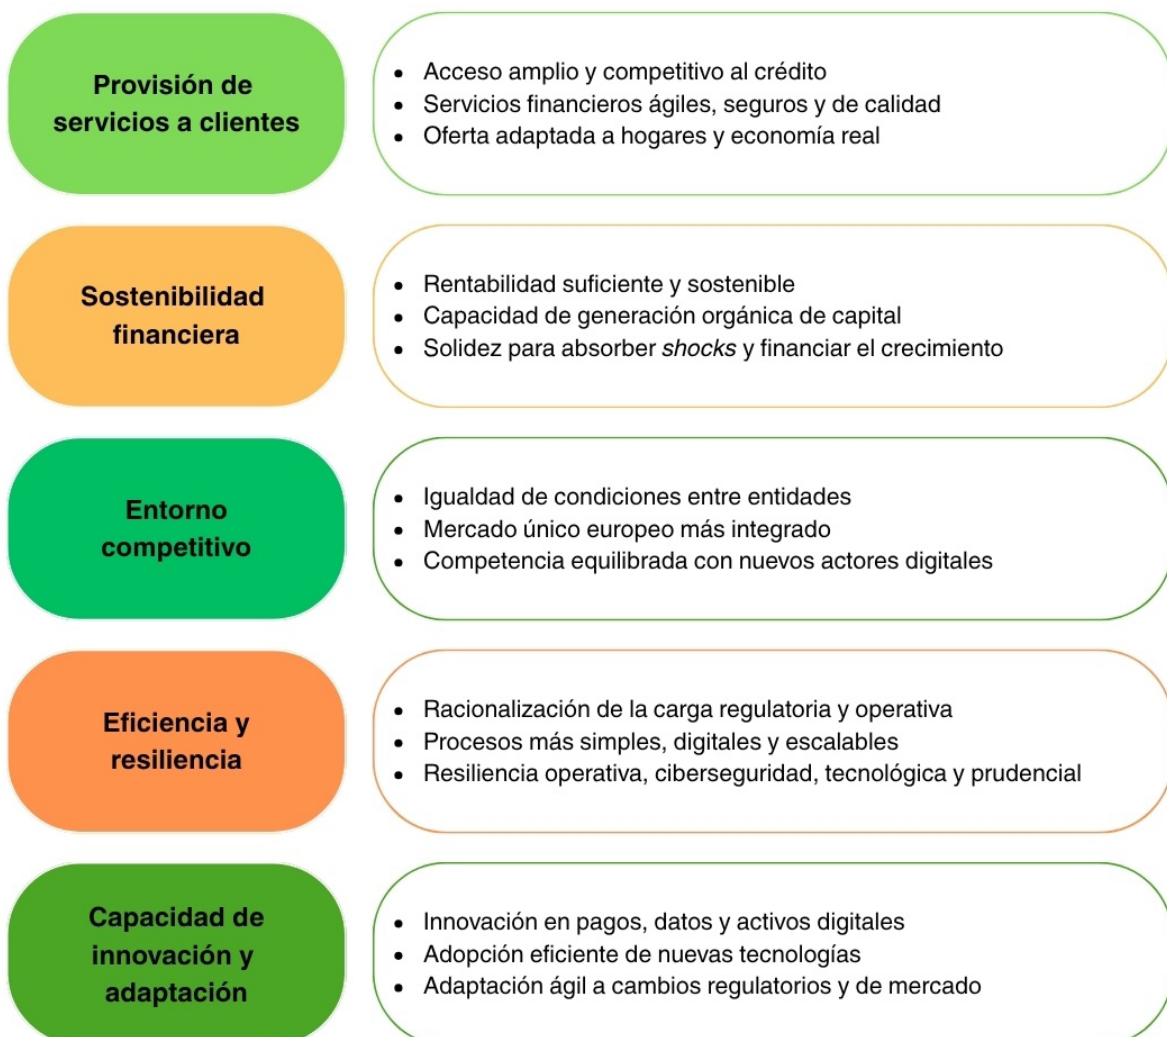 Provisión de
servicios a clientes
• Acceso amplio y competitivo al crédito
• Servicios financieros ágiles, seguros y de calidad
• Oferta adaptada a hogares y economía real
Sostenibilidad
financiera
• Rentabilidad suficiente y sostenible
• Capacidad de generación orgánica de capital
• Solidez para absorber shocks y financiar el crecimiento
Entorno
competitivo
• Igualdad de condiciones entre entidades
• Mercado único europeo más integrado
• Competencia equilibrada con nuevos actores digitales
Eficiencia y
resiliencia
• Racionalización de la carga regulatoria y operativa
• Procesos más simples, digitales y escalables
• Resiliencia operativa, ciberseguridad, tecnológica y prudencial
Capacidad de
innovación y
adaptación
• Innovación en pagos, datos y activos digitales
• Adopción eficiente de nuevas tecnologías
• Adaptación ágil a cambios regulatorios y de mercado